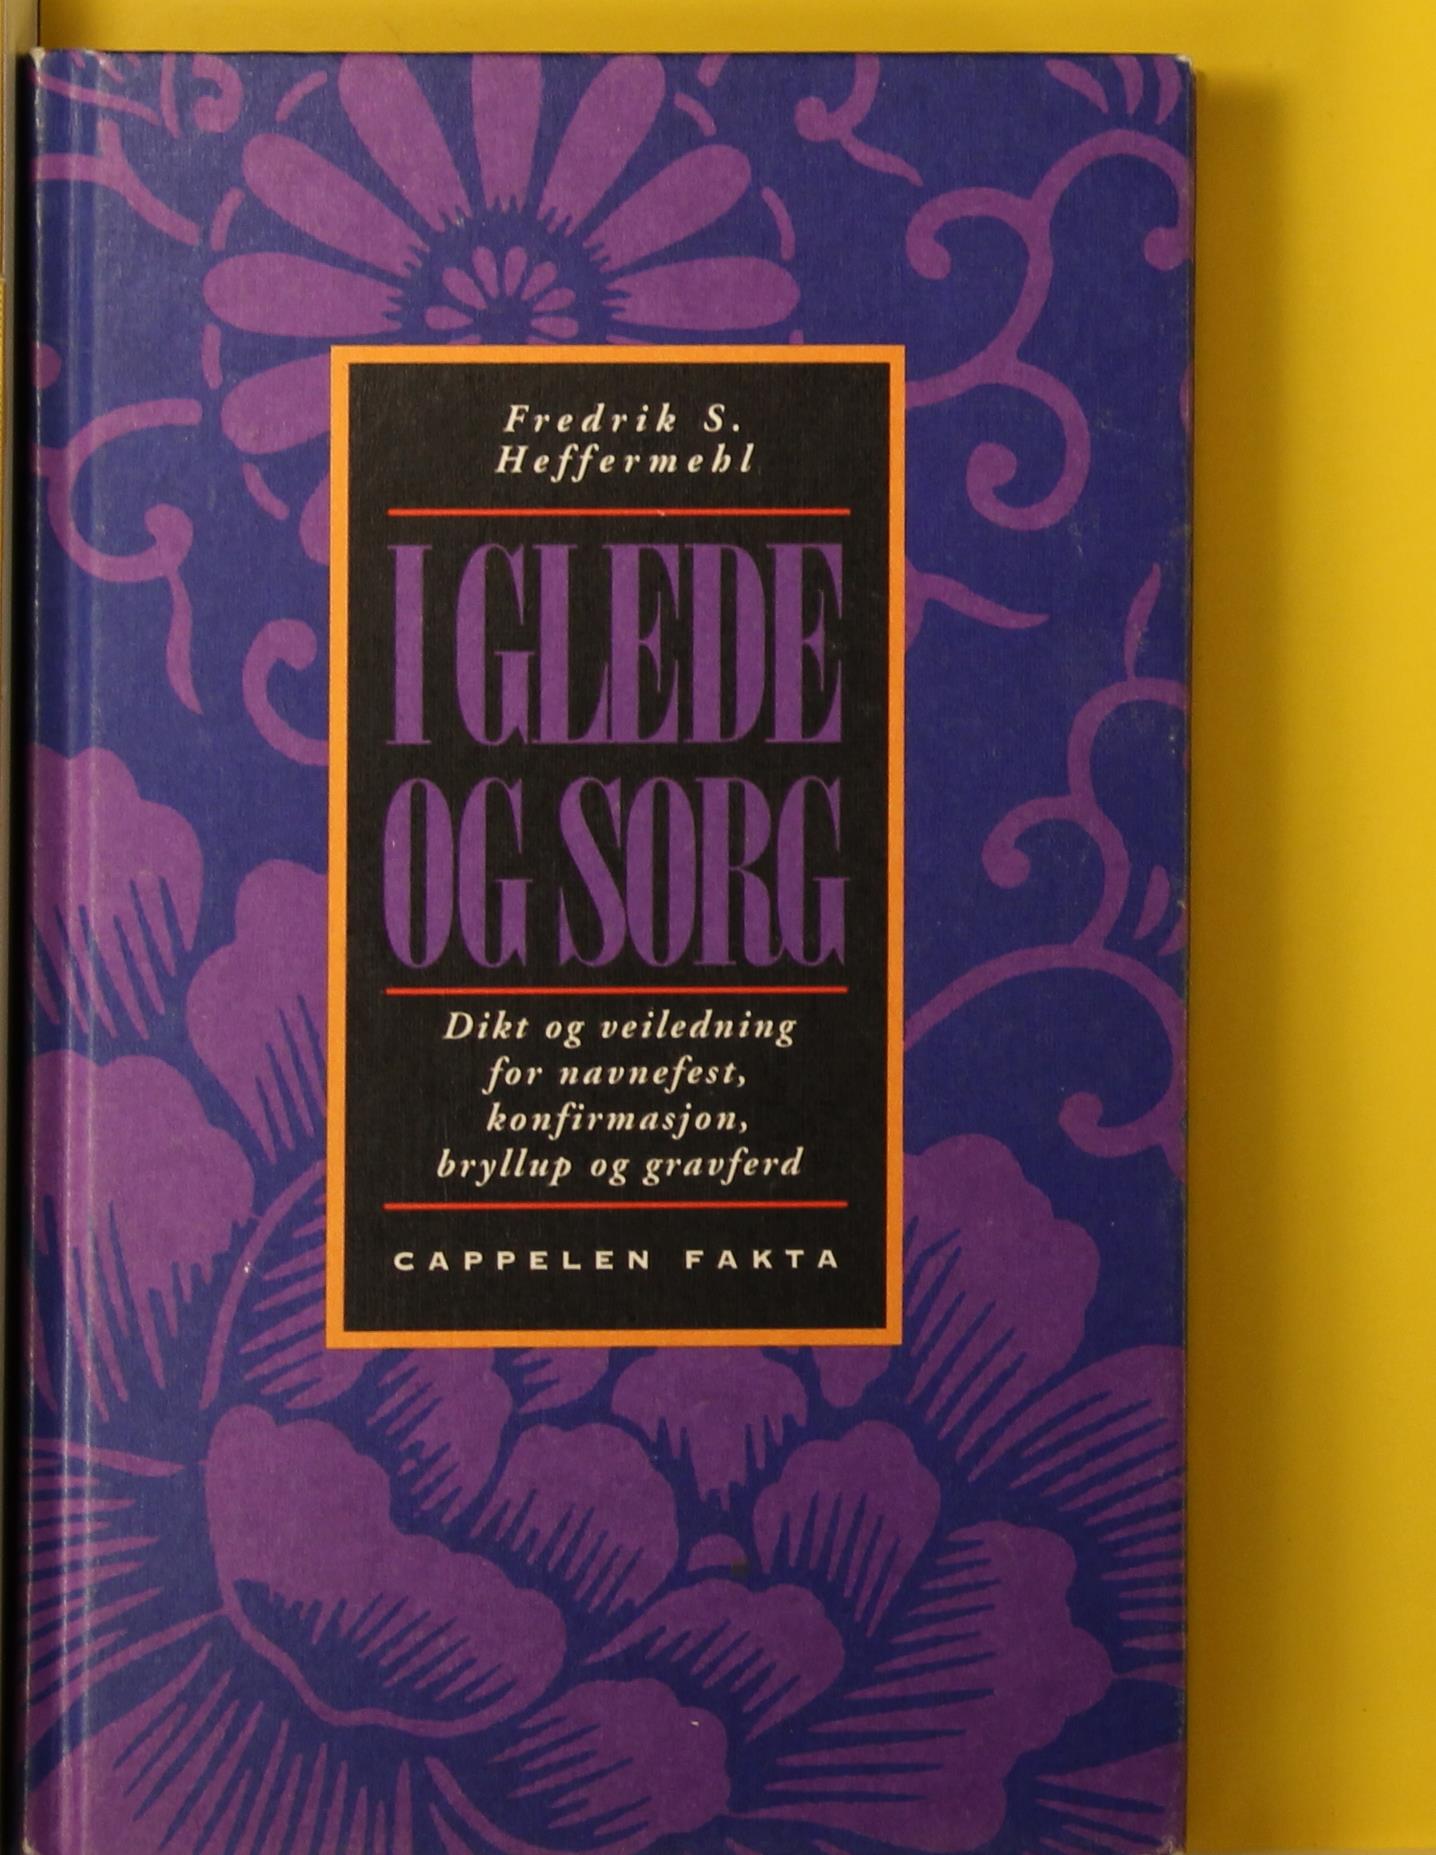 Fredrik S.
Heffermehl
I GLEDE
OG SORG
Dikt og veiledning
for navnefest,
konfirmasjon,
bryllup og gravferd
CAPPELEN FAKTA